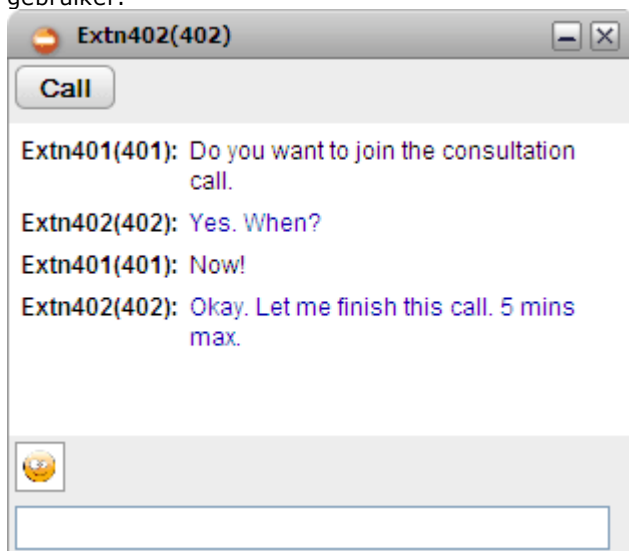 gebruiker.
Extn402(402)
Call
Extn401(401): Do you want to join the consultation
call.
Extn402(402): Yes. When?
Extn401(401): Now!
Extn402(402): Okay. Let me finish this call. 5 mins
max.